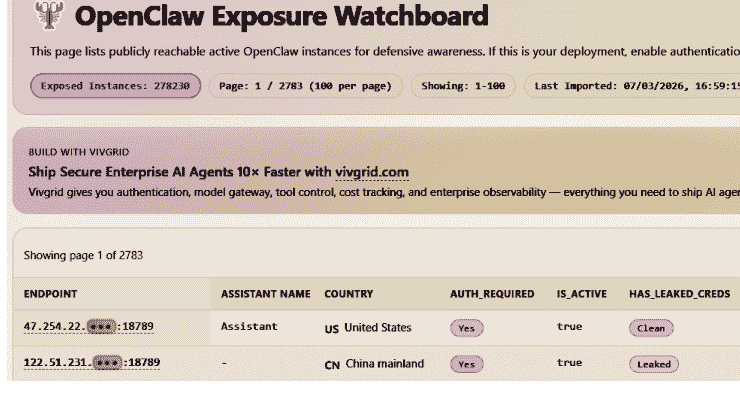 OpenClaw Exposure Watchboard
This page lists publicly reachable active OpenClaw instances for defensive awareness. If this is your deployment, enable authenticatio
Exposed Instances: 278230 Page: 1 / 2783 (100 per page) Showing: 1-100 Last Imported: 07/03/2026, 16:59:15
BUILD WITH VIVGRID
Ship Secure Enterprise AI Agents 10× Faster with vivgrid.com
Vivgrid gives you authentication, model gateway, tool control, cost tracking, and enterprise observability — everything you need to ship AI agen
Showing page 1 of 2783
ENDPOINT ASSISTANT NAME COUNTRY AUTH_REQUIRED IS_ACTIVE HAS_LEAKED_CREDS
47.254.22.•••:18789 Assistant US United States Yes true Clean
122.51.231.•••:18789 - CN China mainland Yes true Leaked